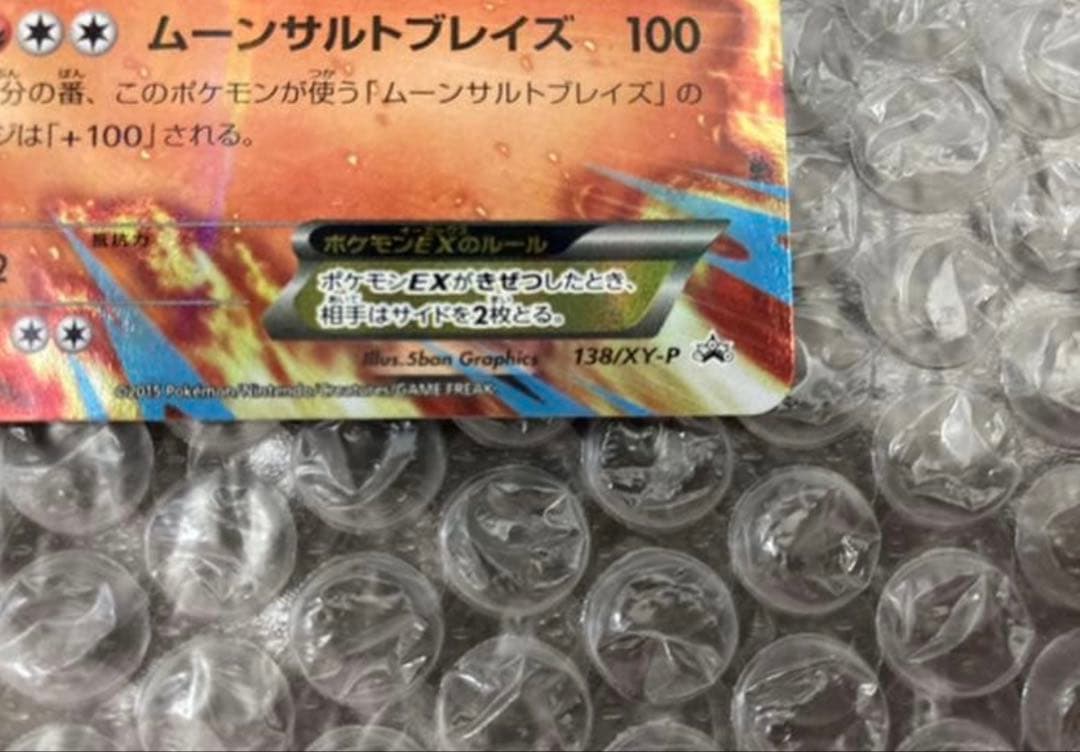 ムーンサルトブレイズ 100
分の番、このポケモンが使う「ムーンサルトブレイズ」の
ジは「+100」される。
抵抗力
2
ポケモンEXのルール
ポケモンEXがきぜつしたとき、
相手はサイドを2枚とる。
Illus. 5ban Graphics 138/XY-P
©2015 Pokémon/Nintendo/Creatures/GAME FREAK.